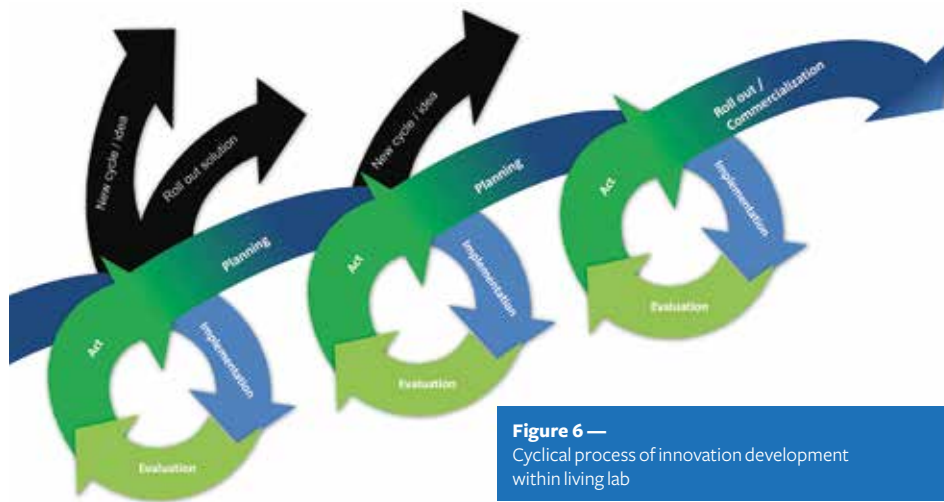 New cycle / idea
Roll out solution
Planning
Act
Implementation
Evaluation
New cycle / idea
Planning
Act
Implementation
Evaluation
Roll out /
Commercialization
Act
Implementation
Evaluation
Figure 6 —
Cyclical process of innovation development
within living lab